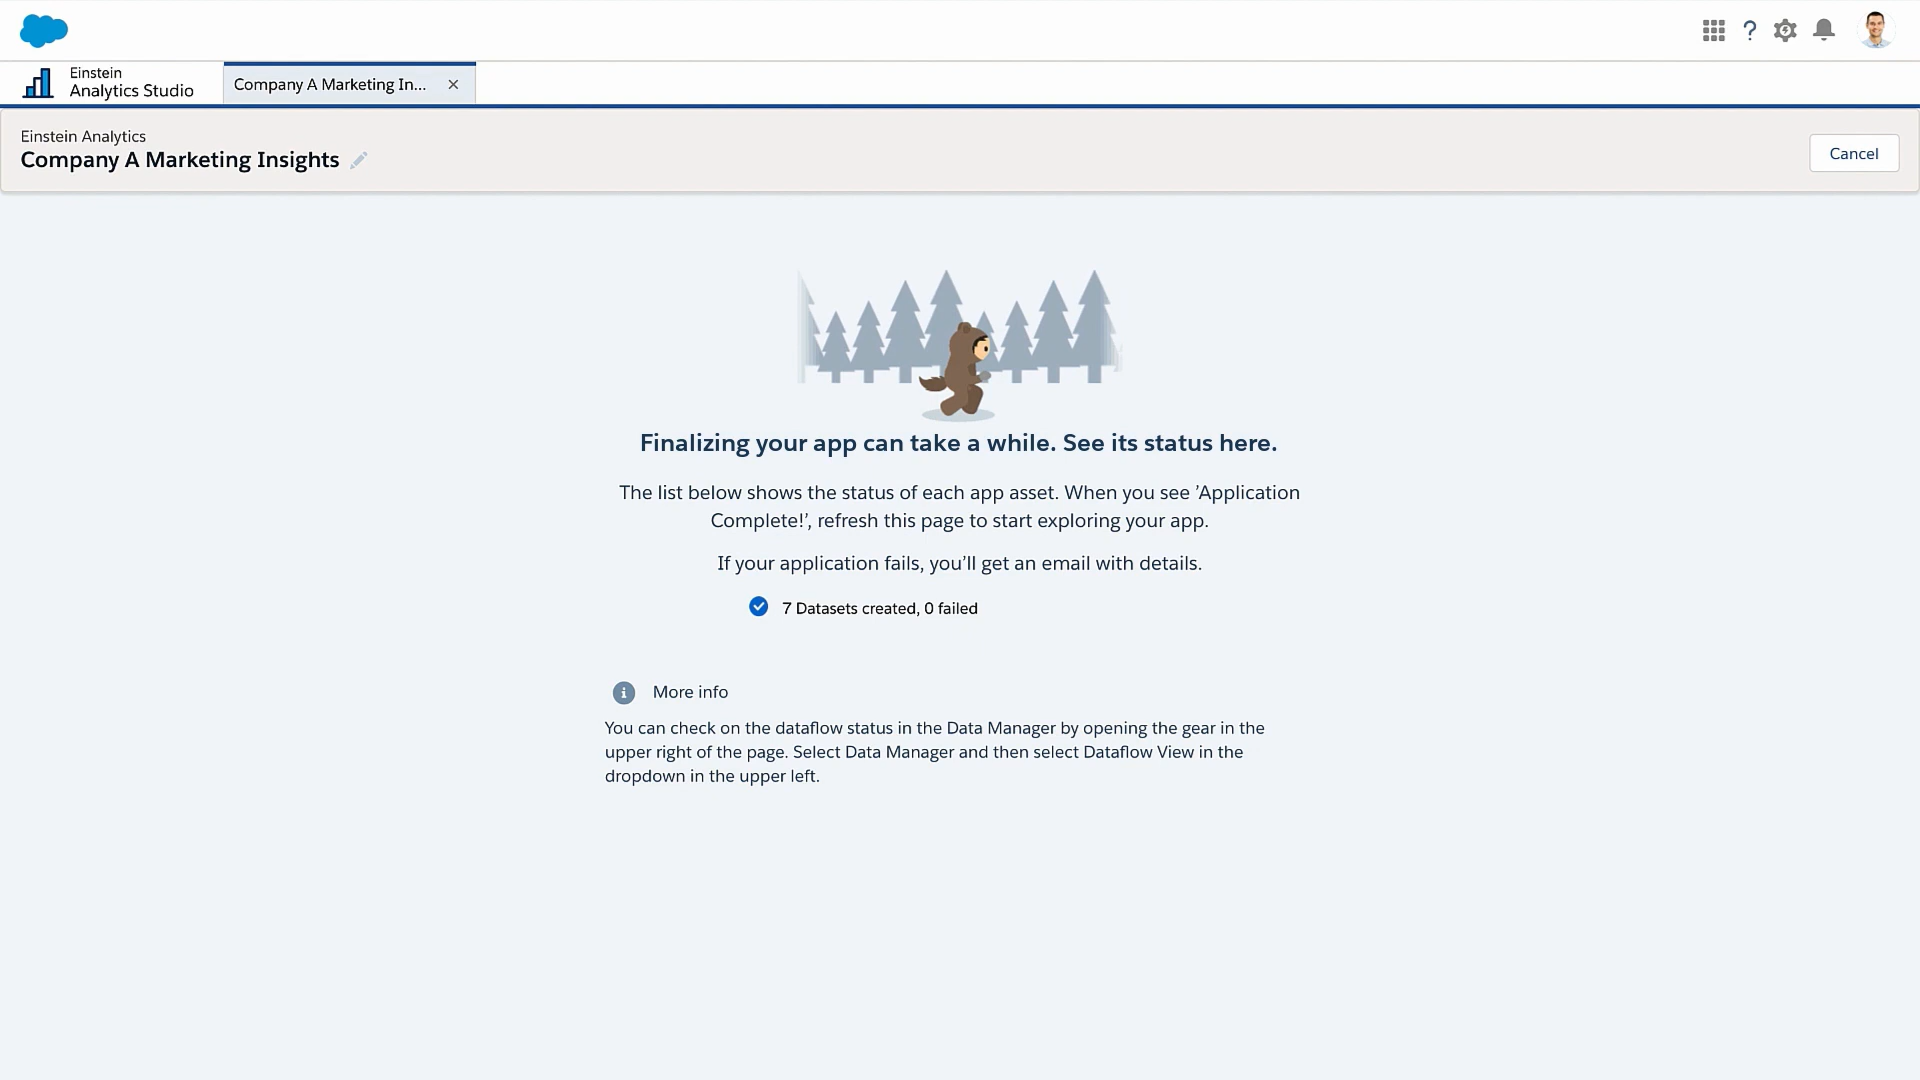 Einstein
Analytics Studio
Company A Marketing In...
Einstein Analytics
Company A Marketing Insights
Cancel
Finalizing your app can take a while. See its status here.
The list below shows the status of each app asset. When you see ’Application
Complete!’, refresh this page to start exploring your app.
If your application fails, you’ll get an email with details.
7 Datasets created, 0 failed
More info
You can check on the dataflow status in the Data Manager by opening the gear in the
upper right of the page. Select Data Manager and then select Dataflow View in the
dropdown in the upper left.